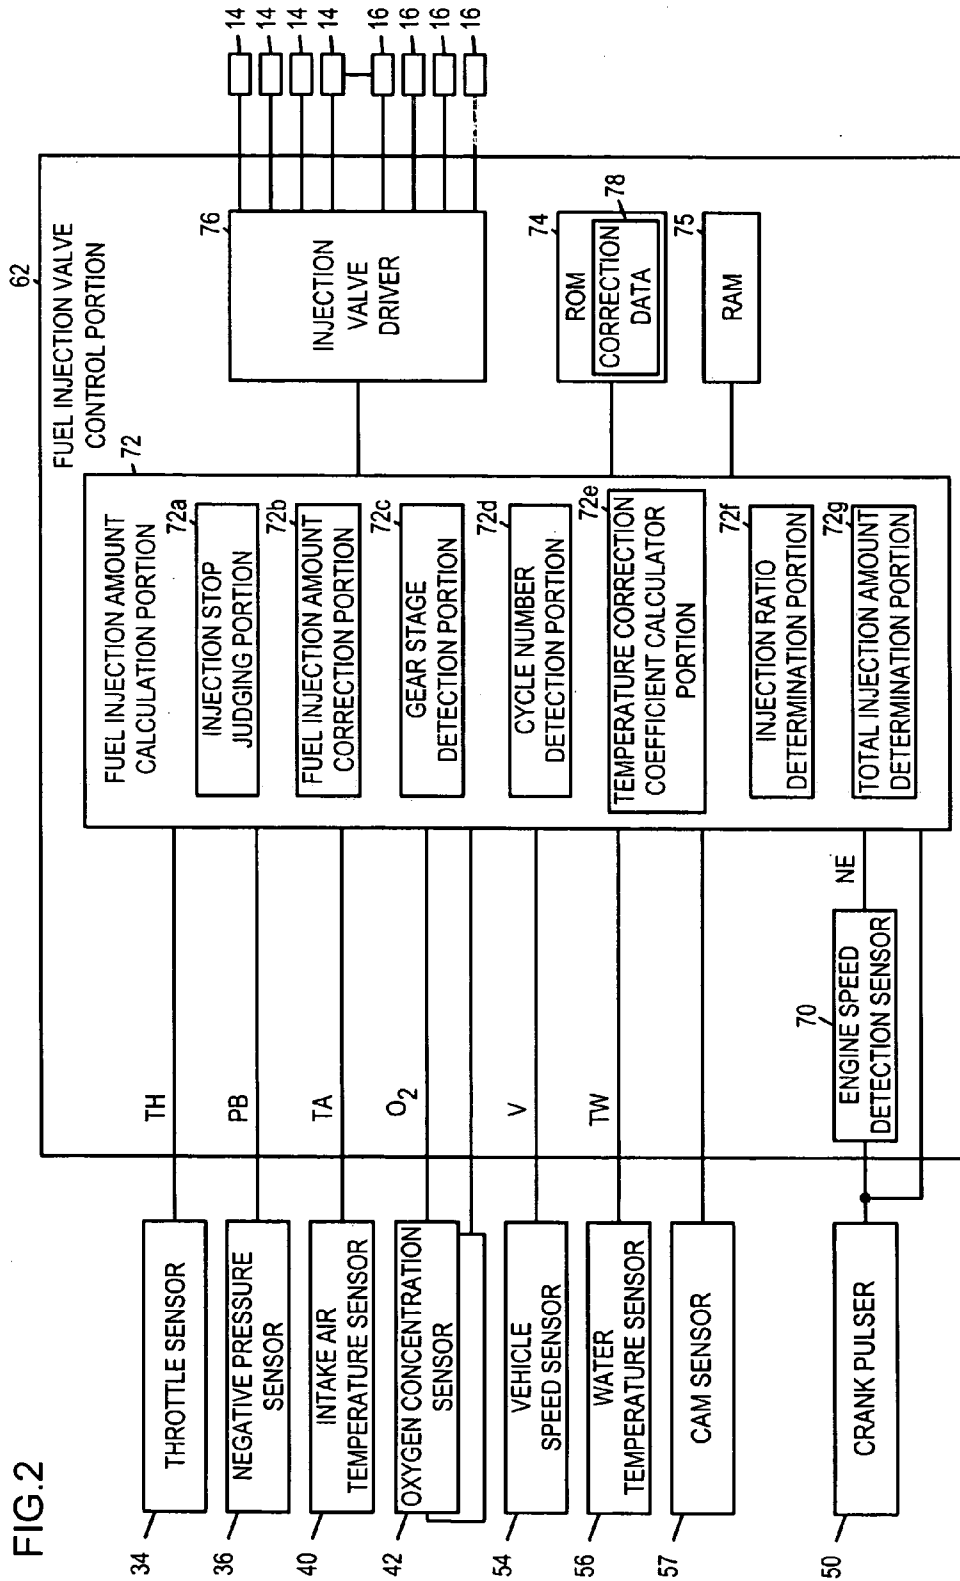 FIG.2
62
FUEL INJECTION VALVE
CONTROL PORTION
34
THROTTLE SENSOR
TH
36
NEGATIVE PRESSURE
SENSOR
PB
40
INTAKE AIR
TEMPERATURE SENSOR
TA
42
OXYGEN CONCENTRATION
SENSOR
O2
54
VEHICLE
SPEED SENSOR
V
56
WATER
TEMPERATURE SENSOR
TW
57
CAM SENSOR
50
CRANK PULSER
70
ENGINE SPEED
DETECTION SENSOR
NE
72
FUEL INJECTION AMOUNT
CALCULATION PORTION
72a
INJECTION STOP
JUDGING PORTION
72b
FUEL INJECTION AMOUNT
CORRECTION PORTION
72c
GEAR STAGE
DETECTION PORTION
72d
CYCLE NUMBER
DETECTION PORTION
72e
TEMPERATURE CORRECTION
COEFFICIENT CALCULATOR
PORTION
72f
INJECTION RATIO
DETERMINATION PORTION
72g
TOTAL INJECTION AMOUNT
DETERMINATION PORTION
76
INJECTION
VALVE
DRIVER
74
ROM
78
CORRECTION
DATA
75
RAM
14
14
14
14
16
16
16
16